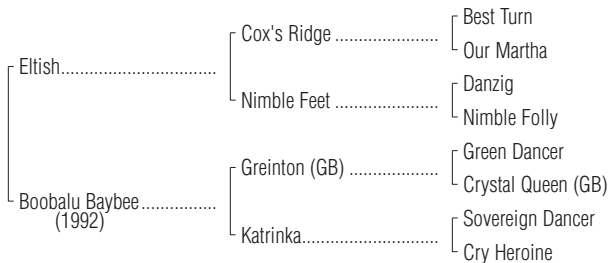 Best Turn
Cox's Ridge ......................
Our Martha
Eltish.................................
Danzig
Nimble Feet ......................
Nimble Folly
Green Dancer
Greinton (GB) ...................
Crystal Queen (GB)
Boobalu Baybee................
(1992)
Sovereign Dancer
Katrinka.............................
Cry Heroine